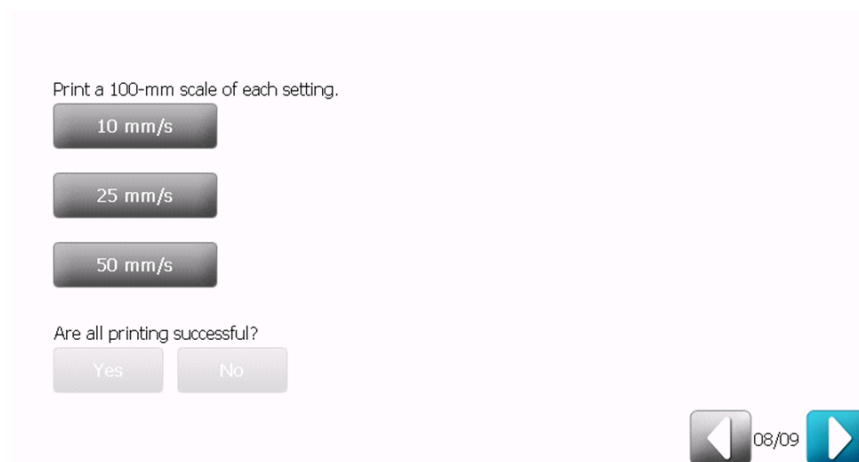 Print a 100-mm scale of each setting.
10 mm/s
25 mm/s
50 mm/s
Are all printing successful?
Yes No
08/09